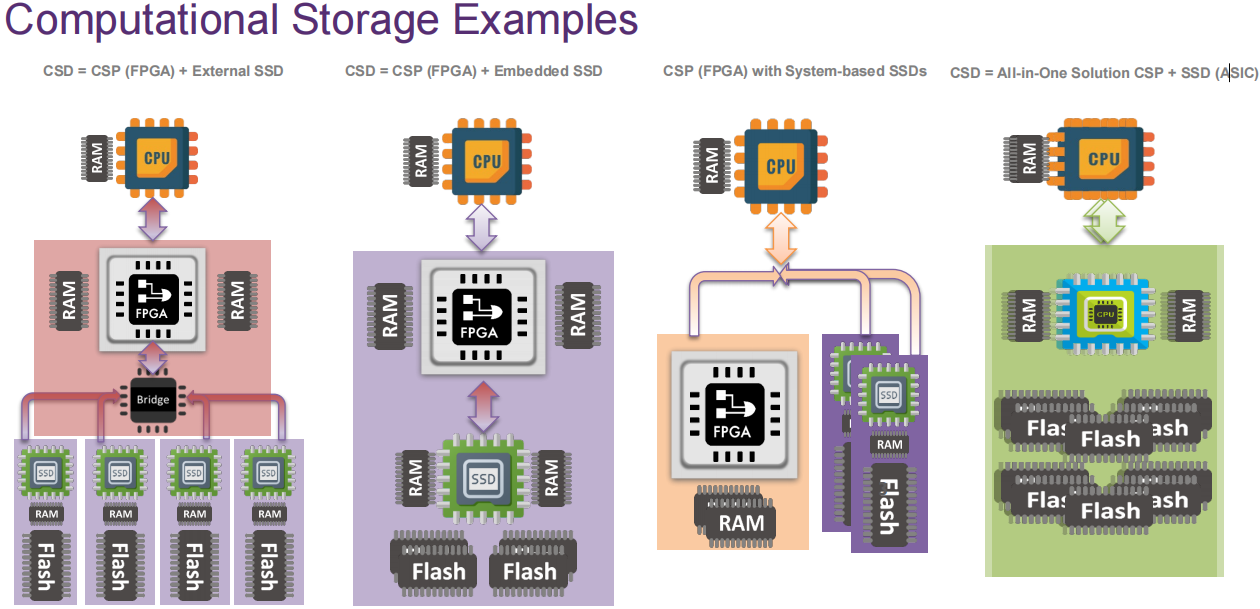 Computational Storage Examples
CSD = CSP (FPGA) + External SSD
CSD = CSP (FPGA) + Embedded SSD
CSP (FPGA) with System-based SSDs
CSD = All-in-One Solution CSP + SSD (ASIC)
RAM
CPU
RAM
FPGA
RAM
Bridge
SSD
SSD
SSD
SSD
RAM
RAM
RAM
RAM
Flash
Flash
Flash
Flash
RAM
CPU
RAM
FPGA
RAM
RAM
SSD
RAM
Flash
Flash
RAM
CPU
FPGA
RAM
SSD
RAM
Flash
RAM
CPU
RAM
CPU
RAM
Flas
Flash
ash
Flas
Flash
ash